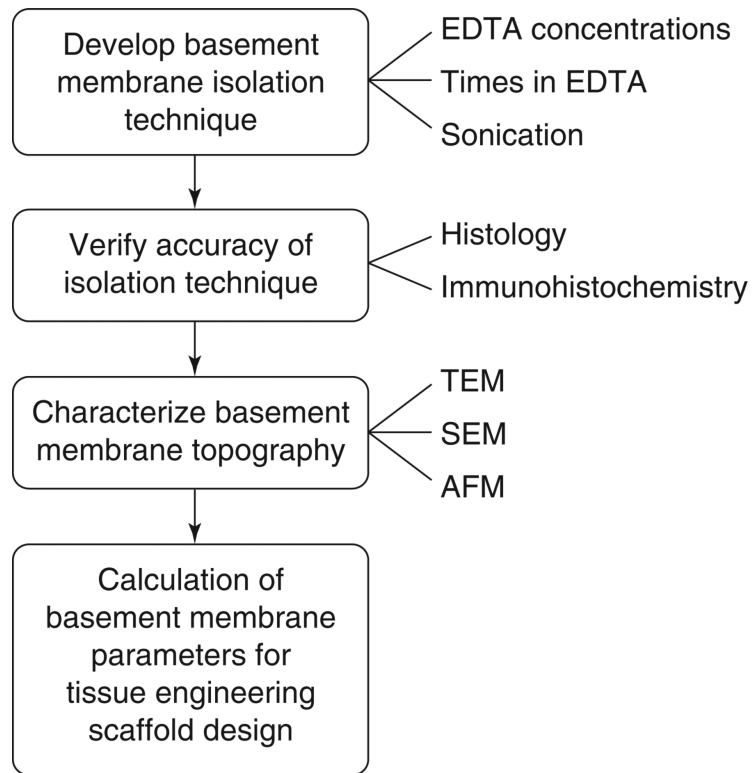 Develop basement
membrane isolation
technique
EDTA concentrations
Times in EDTA
Sonication
Verify accuracy of
isolation technique
Histology
Immunohistochemistry
Characterize basement
membrane topography
TEM
SEM
AFM
Calculation of
basement membrane
parameters for
tissue engineering
scaffold design